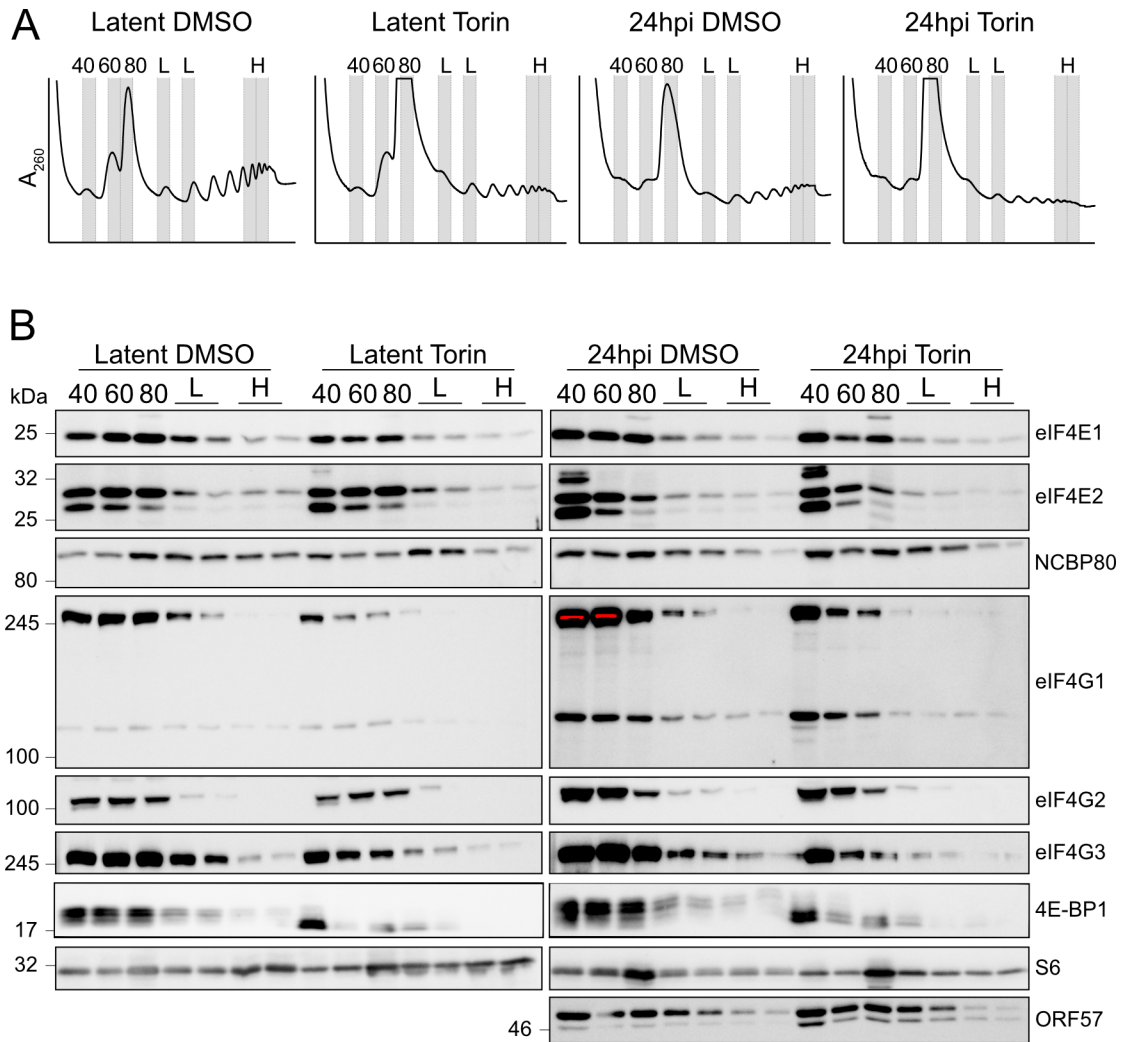 A
Latent DMSO Latent Torin 24hpi DMSO 24hpi Torin
40 60 80 L L H 40 60 80 L L H 40 60 80 L L H 40 60 80 L L H
A260
B
Latent DMSO Latent Torin 24hpi DMSO 24hpi Torin
kDa 40 60 80 L H 40 60 80 L H 40 60 80 L H 40 60 80 L H
25 eIF4E1
32
25 eIF4E2
80 NCBP80
245
eIF4G1
100
100 eIF4G2
245 eIF4G3
17 4E-BP1
32 S6
46 ORF57